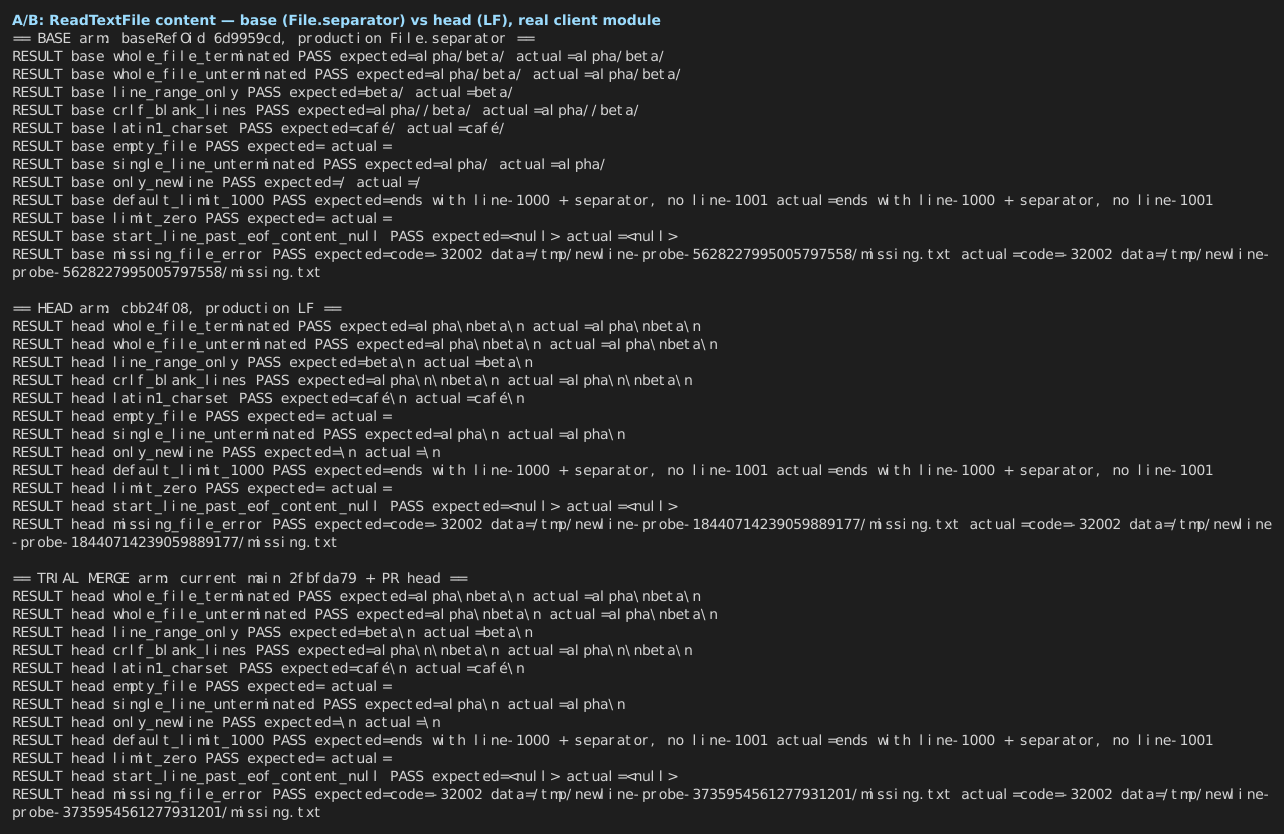 A/B: ReadTextFile content — base (File.separator) vs head (LF), real client module
== BASE arm: baseRefOid 6d9959cd, production File.separator ==
RESULT base whole_file_terminated PASS expected=alpha/beta/ actual=alpha/beta/
RESULT base whole_file_unterminated PASS expected=alpha/beta/ actual=alpha/beta/
RESULT base line_range_only PASS expected=beta/ actual=beta/
RESULT base crlf_blank_lines PASS expected=alpha//beta/ actual=alpha//beta/
RESULT base latin1_charset PASS expected=café/ actual=café/
RESULT base empty_file PASS expected= actual=
RESULT base single_line_unterminated PASS expected=alpha/ actual=alpha/
RESULT base only_newline PASS expected=/ actual=/
RESULT base default_limit_1000 PASS expected=ends with line-1000 + separator, no line-1001 actual=ends with line-1000 + separator, no line-1001
RESULT base limit_zero PASS expected= actual=
RESULT base start_line_past_eof_content_null PASS expected=<null> actual=<null>
RESULT base missing_file_error PASS expected=code=-32002 data=/tmp/newline-probe-5628227995005797558/missing.txt actual=code=-32002 data=/tmp/newline-
probe-5628227995005797558/missing.txt
== HEAD arm: cbb24f08, production LF ==
RESULT head whole_file_terminated PASS expected=alpha\nbeta\n actual=alpha\nbeta\n
RESULT head whole_file_unterminated PASS expected=alpha\nbeta\n actual=alpha\nbeta\n
RESULT head line_range_only PASS expected=beta\n actual=beta\n
RESULT head crlf_blank_lines PASS expected=alpha\n\nbeta\n actual=alpha\n\nbeta\n
RESULT head latin1_charset PASS expected=café\n actual=café\n
RESULT head empty_file PASS expected= actual=
RESULT head single_line_unterminated PASS expected=alpha\n actual=alpha\n
RESULT head only_newline PASS expected=\n actual=\n
RESULT head default_limit_1000 PASS expected=ends with line-1000 + separator, no line-1001 actual=ends with line-1000 + separator, no line-1001
RESULT head limit_zero PASS expected= actual=
RESULT head start_line_past_eof_content_null PASS expected=<null> actual=<null>
RESULT head missing_file_error PASS expected=code=-32002 data=/tmp/newline-probe-18440714239059889177/missing.txt actual=code=-32002 data=/tmp/newline
-probe-18440714239059889177/missing.txt
== TRIAL MERGE arm: current main 2fbfda79 + PR head ==
RESULT head whole_file_terminated PASS expected=alpha\nbeta\n actual=alpha\nbeta\n
RESULT head whole_file_unterminated PASS expected=alpha\nbeta\n actual=alpha\nbeta\n
RESULT head line_range_only PASS expected=beta\n actual=beta\n
RESULT head crlf_blank_lines PASS expected=alpha\n\nbeta\n actual=alpha\n\nbeta\n
RESULT head latin1_charset PASS expected=café\n actual=café\n
RESULT head empty_file PASS expected= actual=
RESULT head single_line_unterminated PASS expected=alpha\n actual=alpha\n
RESULT head only_newline PASS expected=\n actual=\n
RESULT head default_limit_1000 PASS expected=ends with line-1000 + separator, no line-1001 actual=ends with line-1000 + separator, no line-1001
RESULT head limit_zero PASS expected= actual=
RESULT head start_line_past_eof_content_null PASS expected=<null> actual=<null>
RESULT head missing_file_error PASS expected=code=-32002 data=/tmp/newline-probe-3735954561277931201/missing.txt actual=code=-32002 data=/tmp/newline-
probe-3735954561277931201/missing.txt